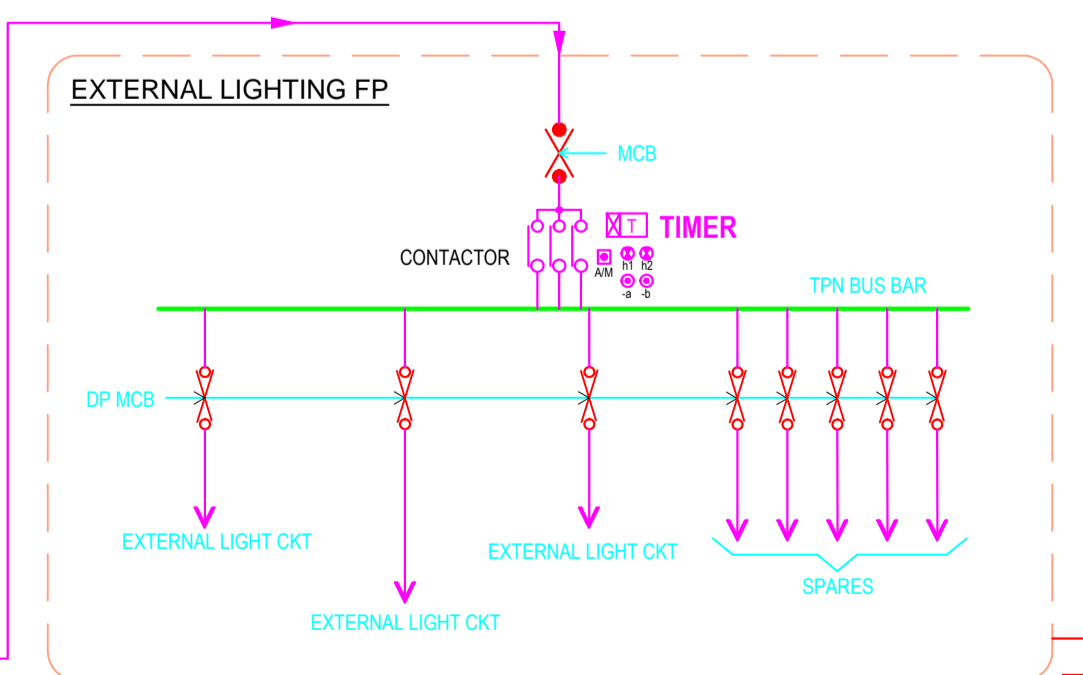 EXTERNAL LIGHTING FP
MCB
T TIMER
CONTACTOR
A/M h1 h2
-a -b
TPN BUS BAR
DP MCB
EXTERNAL LIGHT CKT
EXTERNAL LIGHT CKT
EXTERNAL LIGHT CKT
SPARES